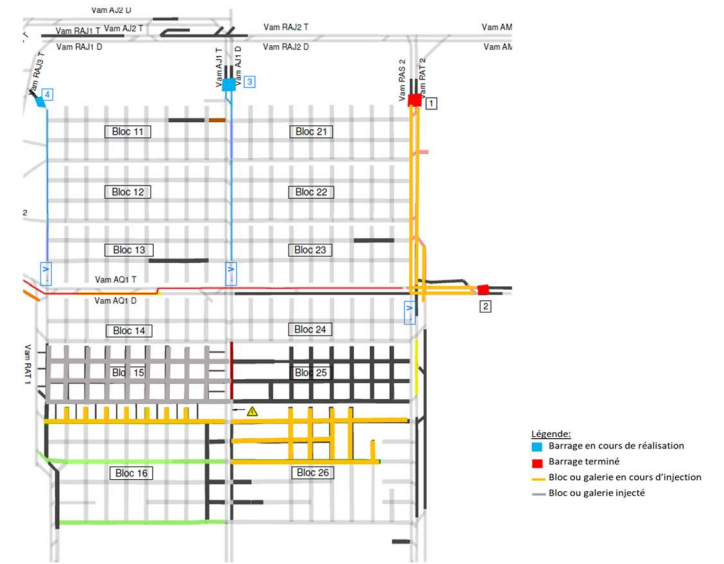 Vam AJ2 D
Vam RAJ1 T
Vam AJ2 T
Vam RAJ2 T
Vam AM
Vam RAJ1 D
Vam RAJ2 D
Vam AM
Vam RAJ3 T
Vam AJ1 T
Vam AJ1 D
Vam RAS 2
Vam RAT 2
4
3
1
Bloc 11
Bloc 21
Bloc 12
Bloc 22
2
Bloc 13
Bloc 23
V
V
Vam AQ1 T
Vam AQ1 D
2
V
Bloc 14
Bloc 24
Vam RAT 1
Bloc 15
Bloc 25
Bloc 16
Bloc 26
Légende:
Barrage en cours de réalisation
Barrage terminé
Bloc ou galerie en cours d'injection
Bloc ou galerie injecté